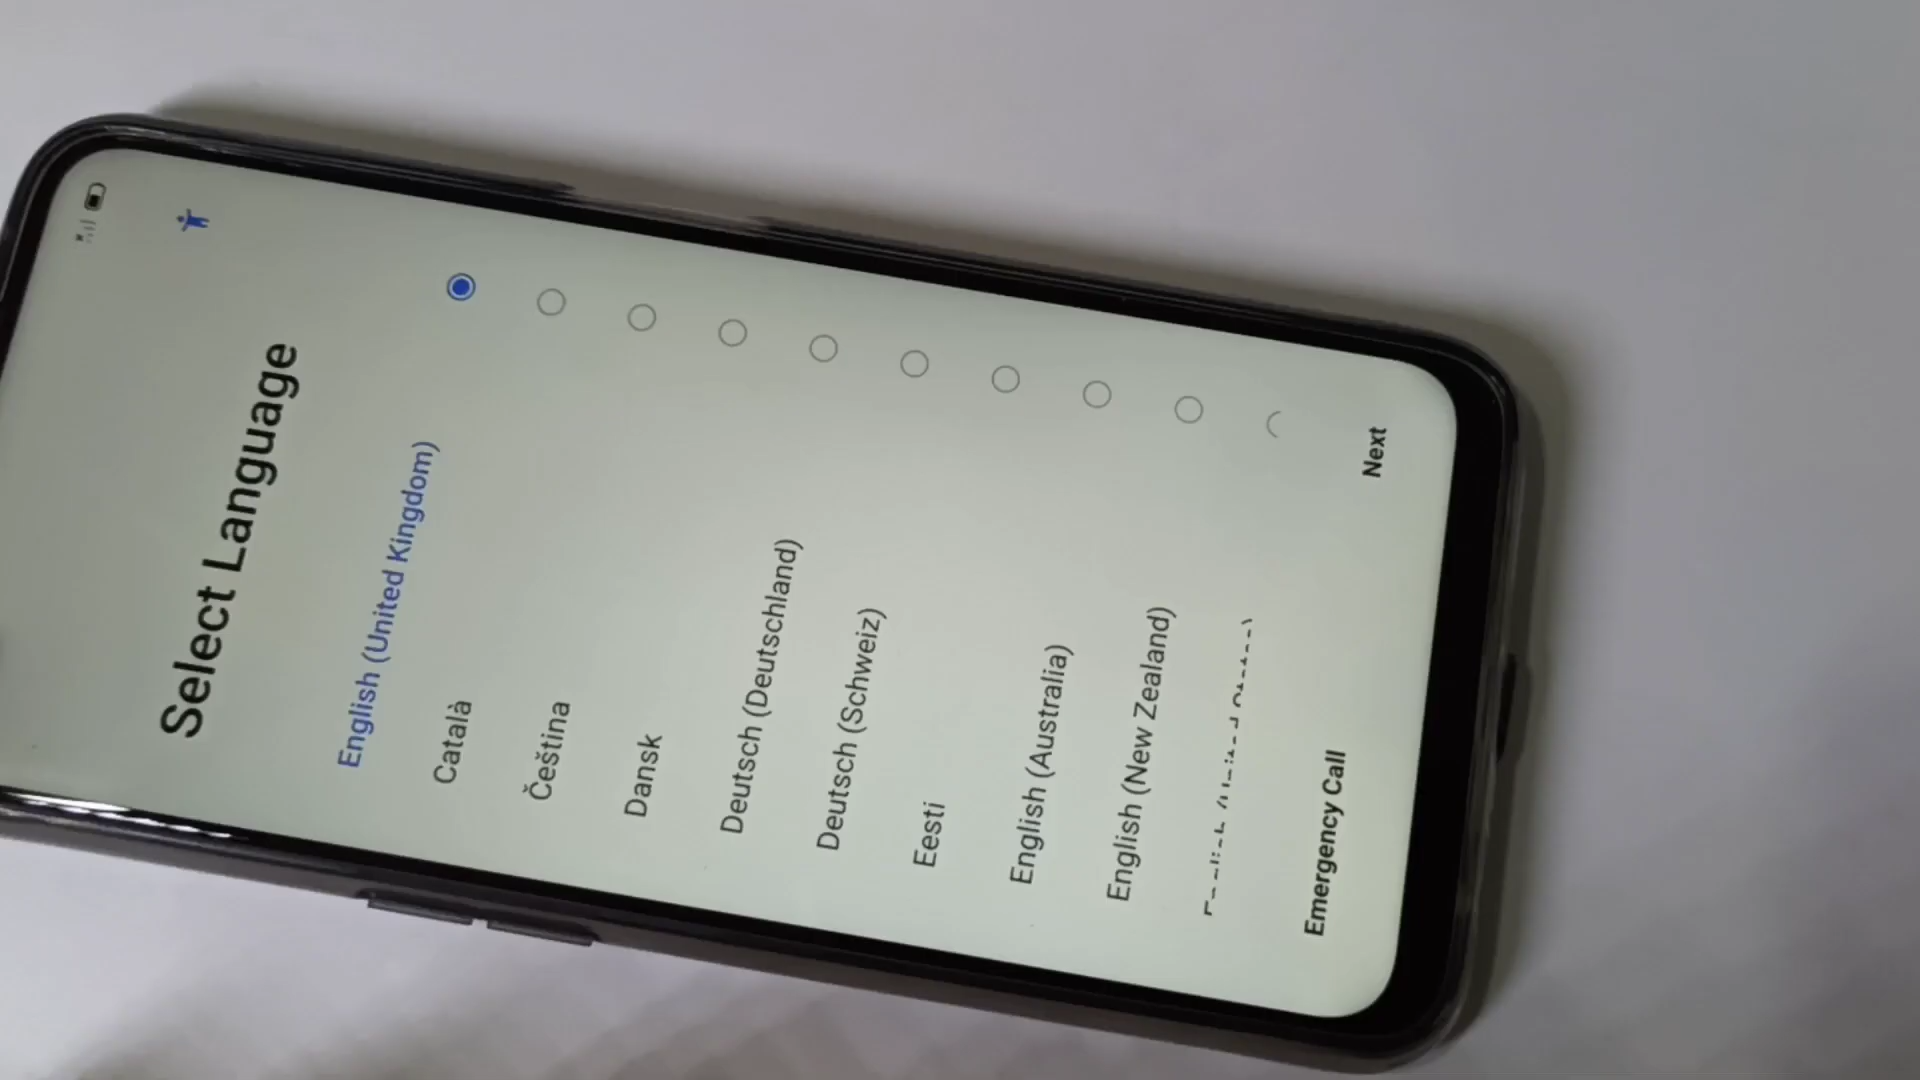 Select Language
English (United Kingdom)
Català
Čeština
Dansk
Deutsch (Deutschland)
Deutsch (Schweiz)
Eesti
English (Australia)
English (New Zealand)
Emergency Call
Next